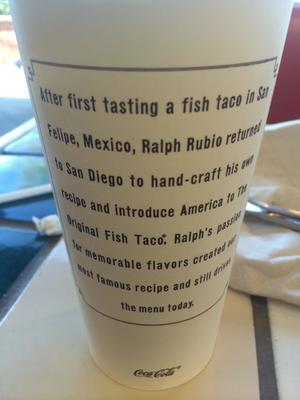 After first tasting a fish taco in San
Felipe, Mexico, Ralph Rubio returned
to San Diego to hand-craft his own
recipe and introduce America to The
Original Fish Taco®. Ralph's passion
for memorable flavors created our
most famous recipe and still drives
the menu today.
Coca-Cola®